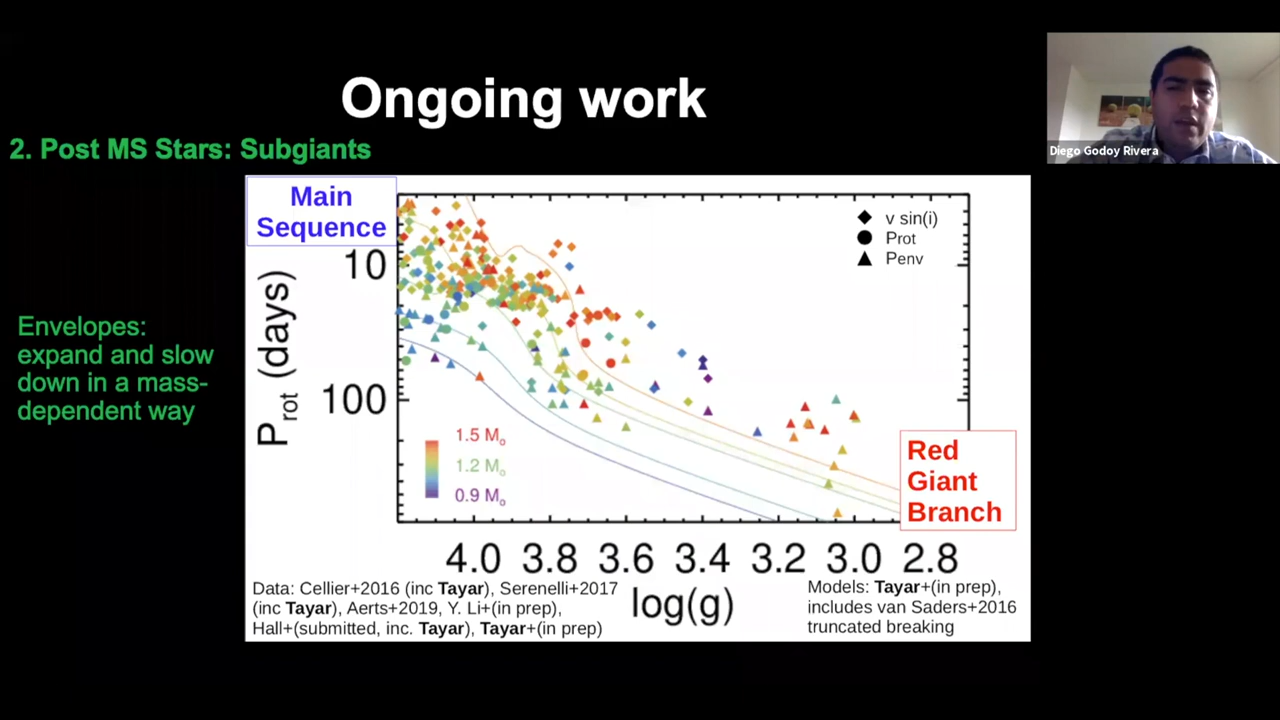 Ongoing work
Diego Godoy Rivera
2. Post MS Stars: Subgiants
Main
Sequence
Envelopes:
expand and slow
down in a mass-
dependent way
v sin(i)
Prot
Penv
10
100
Prot (days)
1.5 Mo
1.2 Mo
0.9 Mo
Red
Giant
Branch
4.0 3.8 3.6 3.4 3.2 3.0 2.8
log(g)
Data: Cellier+2016 (inc Tayar), Serenelli+2017
(inc Tayar), Aerts+2019, Y. Li+(in prep),
Hall+(submitted, inc. Tayar), Tayar+(in prep)
Models: Tayar+(in prep),
includes van Saders+2016
truncated breaking